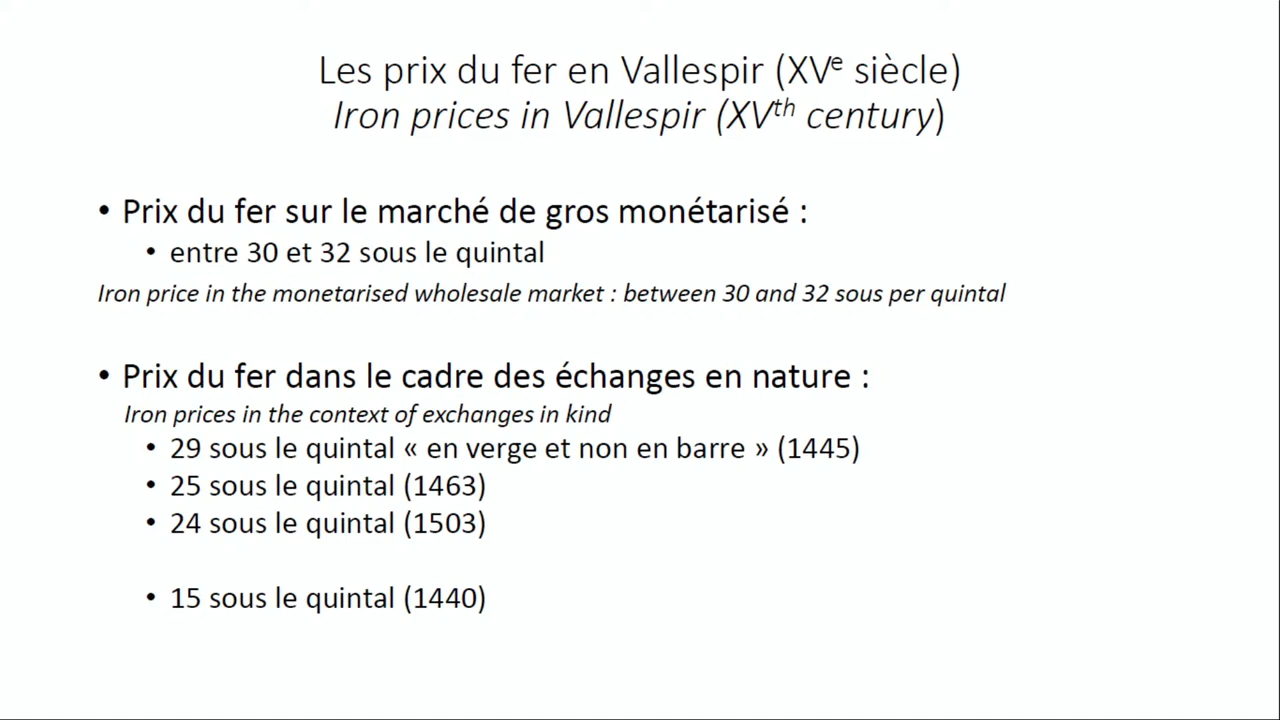 Les prix du fer en Vallespir (XVe siècle)
Iron prices in Vallespir (XVth century)
• Prix du fer sur le marché de gros monétarisé :
• entre 30 et 32 sous le quintal
Iron price in the monetarised wholesale market : between 30 and 32 sous per quintal
• Prix du fer dans le cadre des échanges en nature :
Iron prices in the context of exchanges in kind
• 29 sous le quintal « en verge et non en barre » (1445)
• 25 sous le quintal (1463)
• 24 sous le quintal (1503)
• 15 sous le quintal (1440)